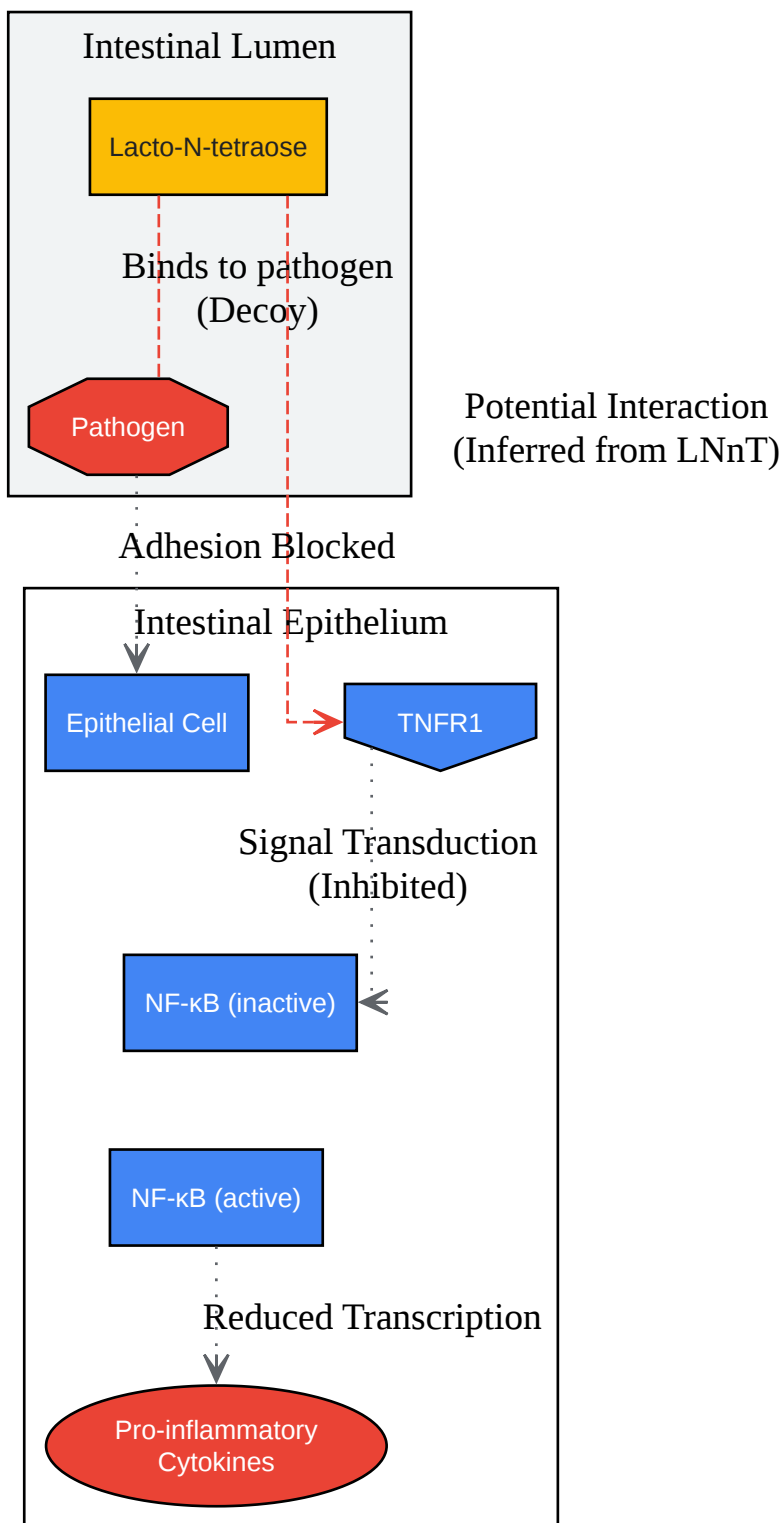 Intestinal Lumen
Lacto-N-tetraose
Binds to pathogen
(Decoy)
Pathogen
Potential Interaction
(Inferred from LNnT)
Adhesion Blocked
Intestinal Epithelium
Epithelial Cell
TNFR1
Signal Transduction
(Inhibited)
NF-κB (inactive)
NF-κB (active)
Reduced Transcription
Pro-inflammatory
Cytokines